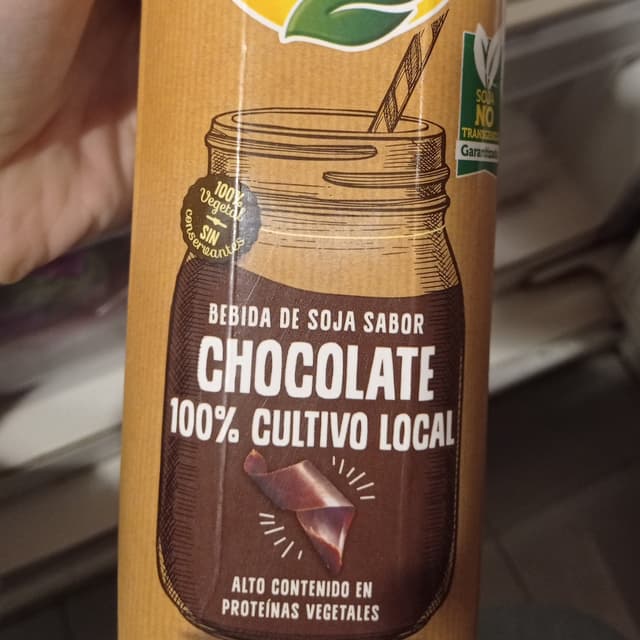 SOJA
NO
TRANSGÉNICA
Garantizado
100%
Vegetal
SIN
conservantes
BEBIDA DE SOJA SABOR
CHOCOLATE
100% CULTIVO LOCAL
ALTO CONTENIDO EN
PROTEÍNAS VEGETALES